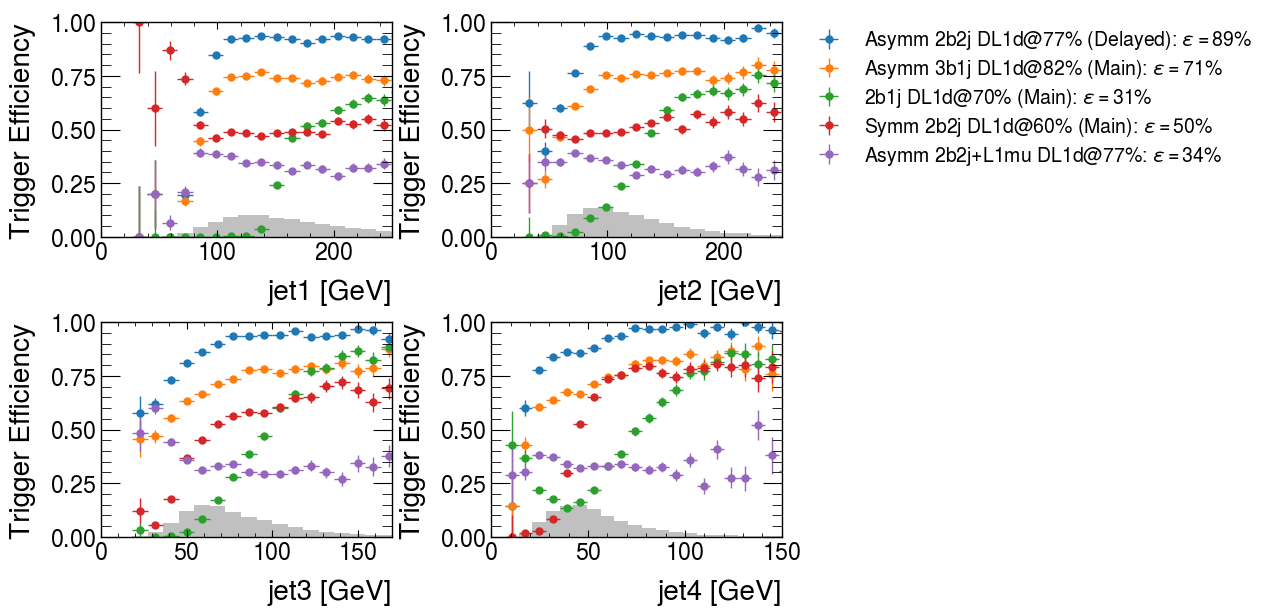 Trigger Efficiency
1.00
0.75
0.50
0.25
0.00
0
100
200
jet1 [GeV]
Trigger Efficiency
1.00
0.75
0.50
0.25
0.00
0
100
200
jet2 [GeV]
Asymm 2b2j DL1d@77% (Delayed): ε = 89%
Asymm 3b1j DL1d@82% (Main): ε = 71%
2b1j DL1d@70% (Main): ε = 31%
Symm 2b2j DL1d@60% (Main): ε = 50%
Asymm 2b2j+L1mu DL1d@77%: ε = 34%
Trigger Efficiency
1.00
0.75
0.50
0.25
0.00
0
50
100
150
jet3 [GeV]
Trigger Efficiency
1.00
0.75
0.50
0.25
0.00
0
50
100
150
jet4 [GeV]